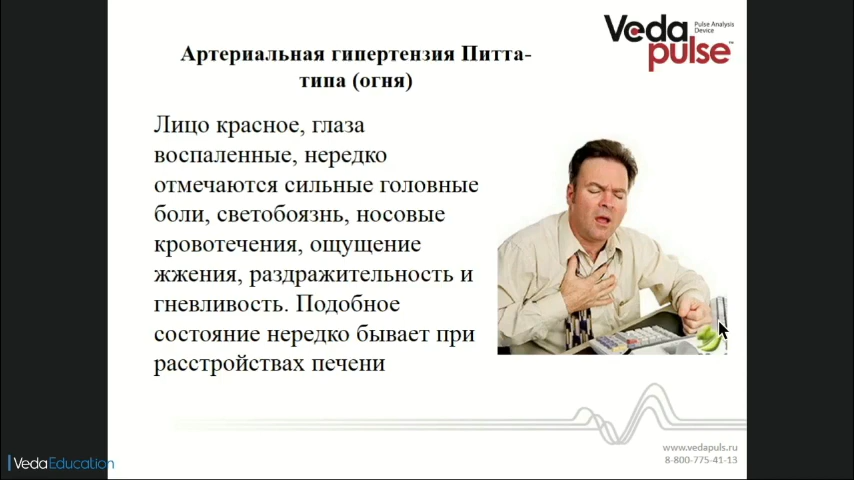 Veda
Pulse Analysis
Device
pulse™
Артериальная гипертензия Питта-
типа (огня)
Лицо красное, глаза
воспаленные, нередко
отмечаются сильные головные
боли, светобоязнь, носовые
кровотечения, ощущение
жжения, раздражительность и
гневливость. Подобное
состояние нередко бывает при
расстройствах печени
www.vedapuls.ru
8-800-775-41-13
VedaEducation